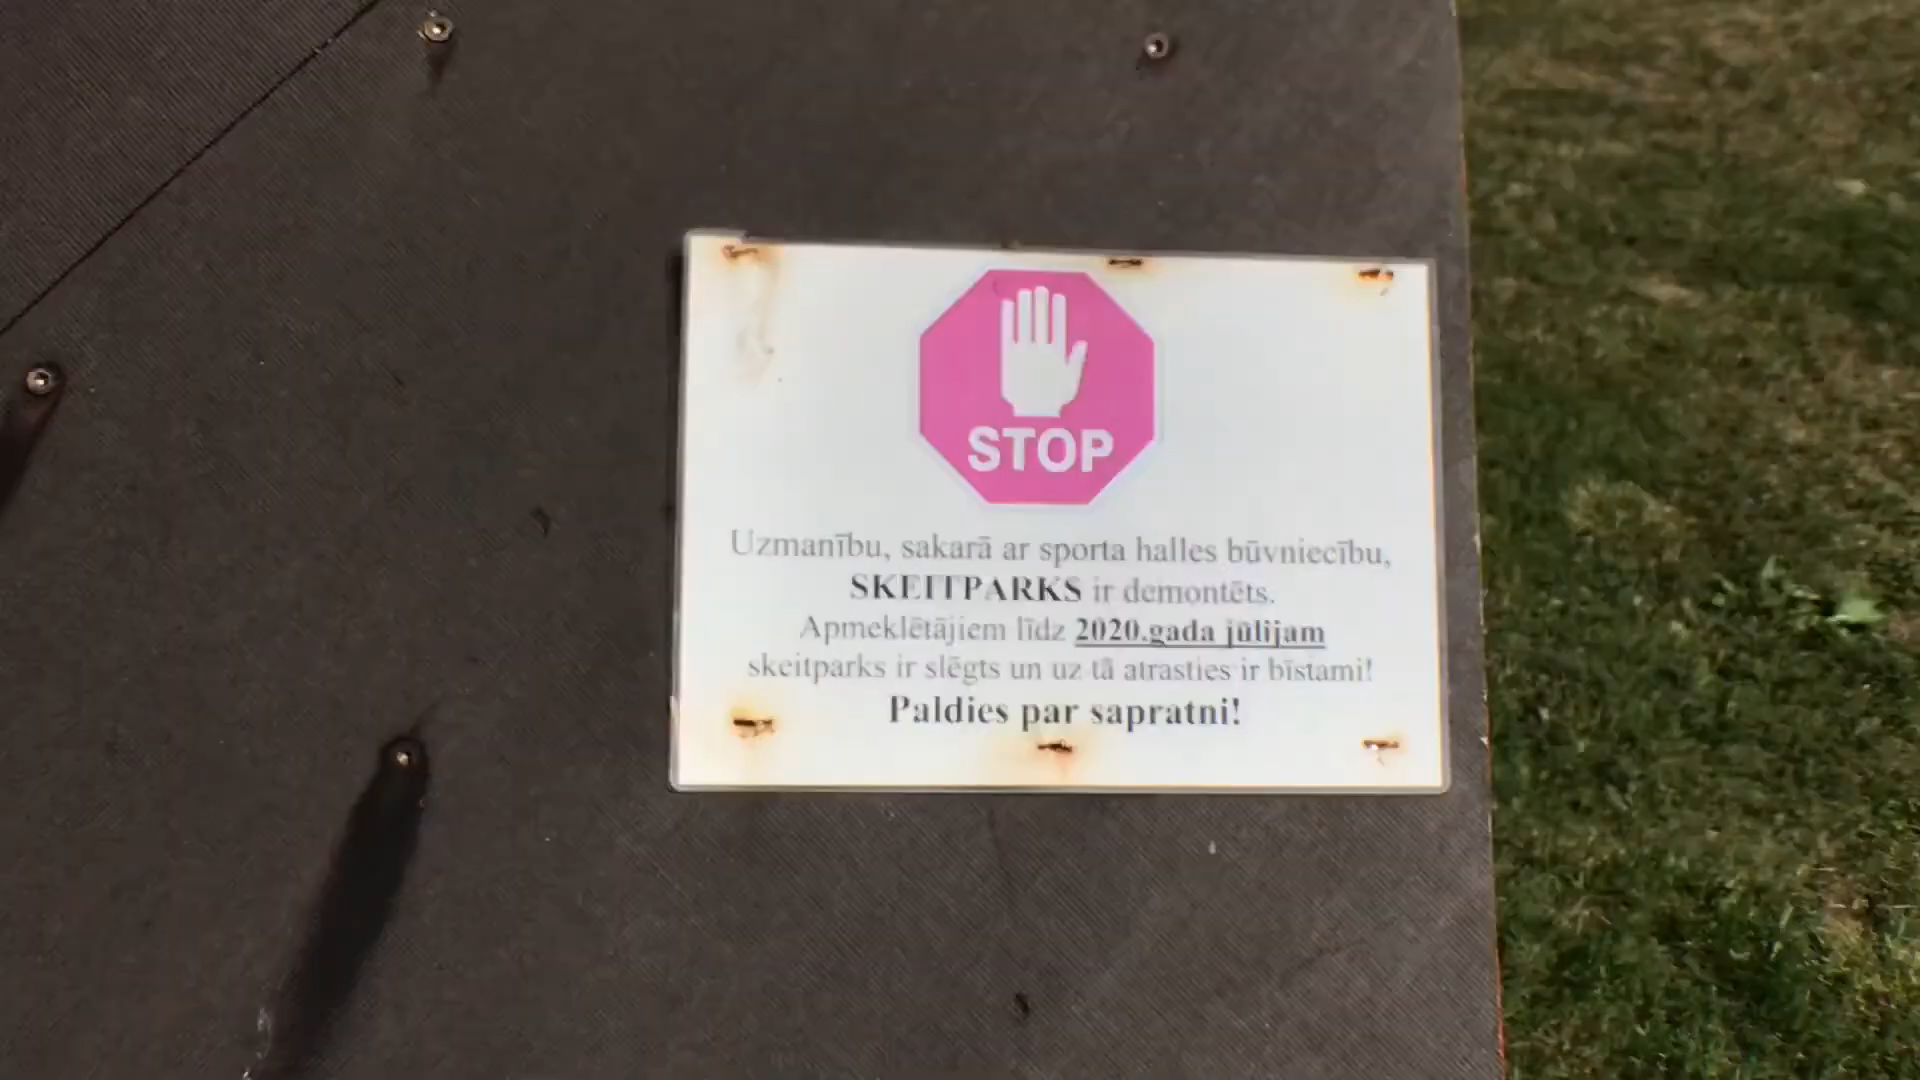 STOP
Uzmanību, sakarā ar sporta halles būvniecību,
SKEITPARKS ir demontēts.
Apmeklētājiem līdz 2020.gada jūlijam
skeitparks ir slēgts un uz tā atrasties ir bīstami!
Paldies par sapratni!